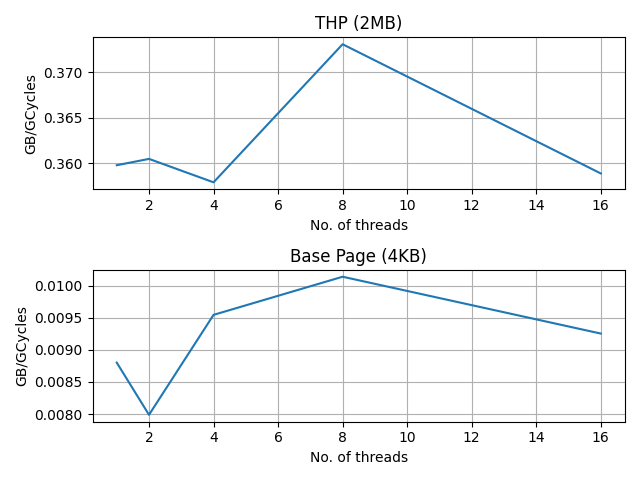 THP (2MB)
GB/GCycles
0.370
0.365
0.360
2 4 6 8 10 12 14 16
No. of threads
Base Page (4KB)
GB/GCycles
0.0100
0.0095
0.0090
0.0085
0.0080
2 4 6 8 10 12 14 16
No. of threads